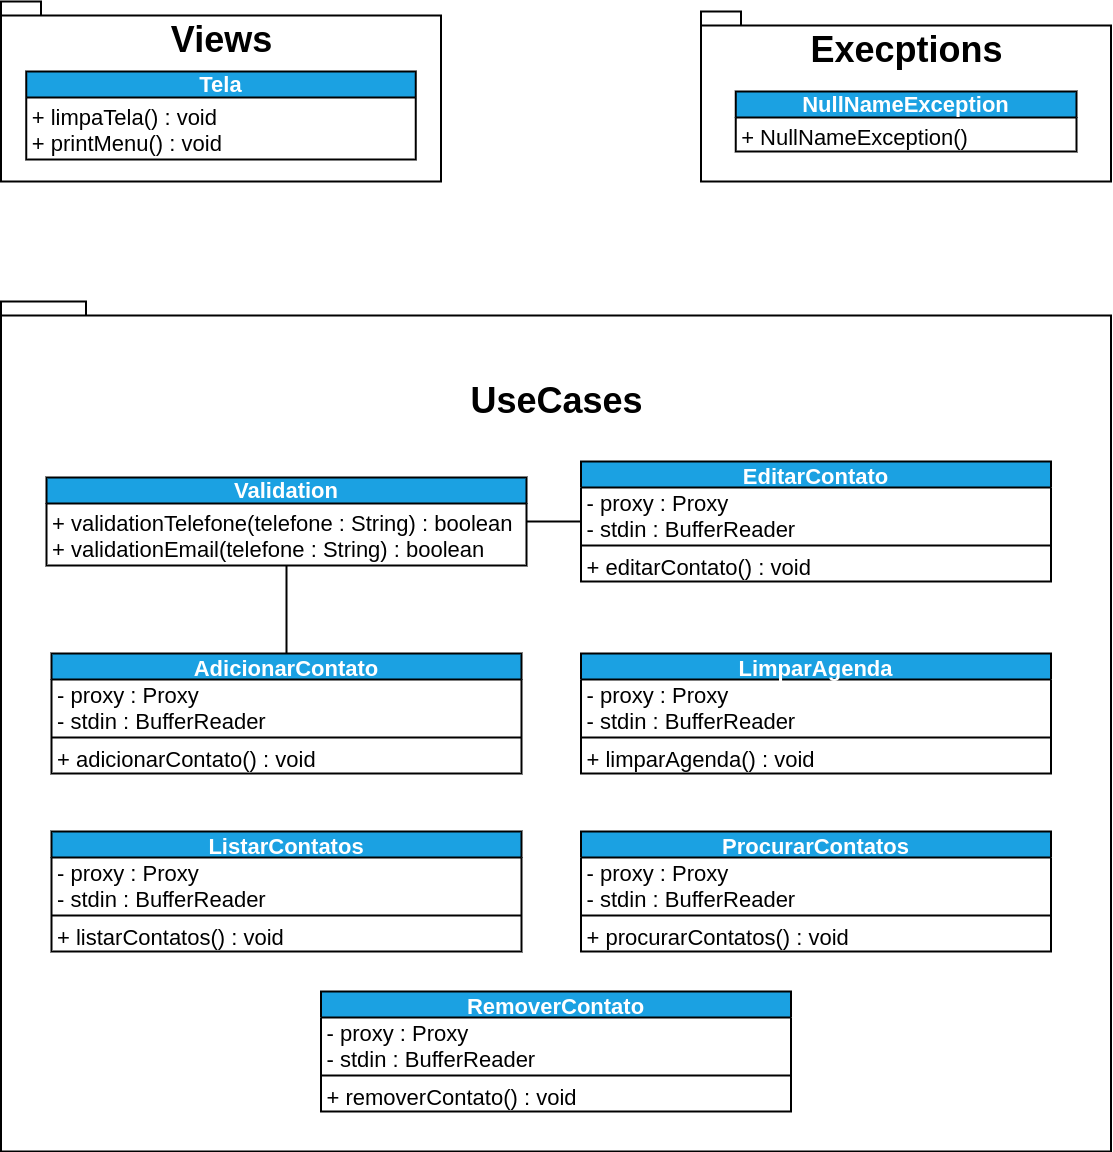 Views
Tela
+ limpaTela() : void
+ printMenu() : void
Execptions
NullNameException
+ NullNameException()
UseCases
Validation
+ validationTelefone(telefone : String) : boolean
+ validationEmail(telefone : String) : boolean
EditarContato
- proxy : Proxy
- stdin : BufferReader
+ editarContato() : void
AdicionarContato
- proxy : Proxy
- stdin : BufferReader
+ adicionarContato() : void
LimparAgenda
- proxy : Proxy
- stdin : BufferReader
+ limparAgenda() : void
ListarContatos
- proxy : Proxy
- stdin : BufferReader
+ listarContatos() : void
ProcurarContatos
- proxy : Proxy
- stdin : BufferReader
+ procurarContatos() : void
RemoverContato
- proxy : Proxy
- stdin : BufferReader
+ removerContato() : void